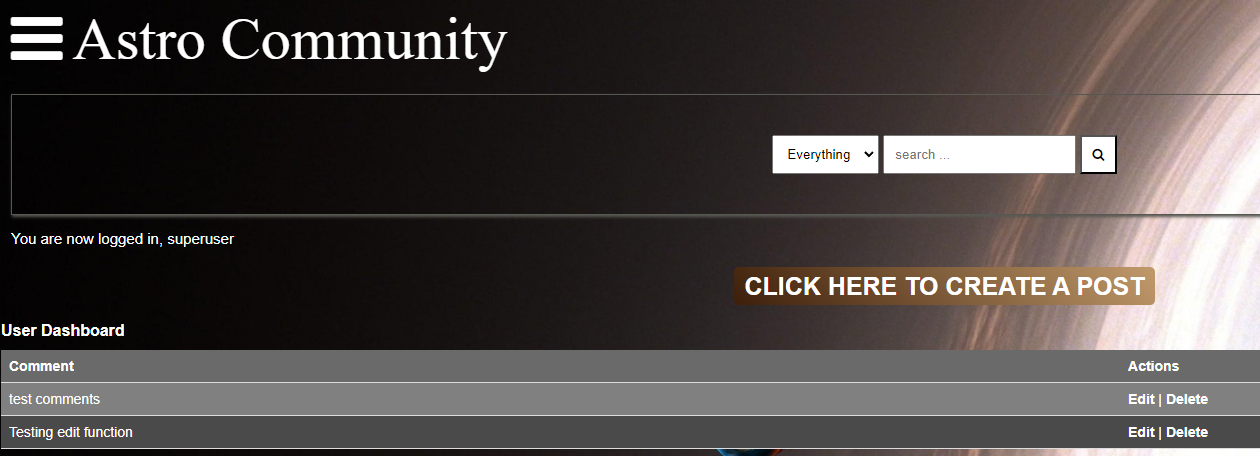 Astro Community
Everything search ...
You are now logged in, superuser
CLICK HERE TO CREATE A POST
User Dashboard
Comment Actions
test comments Edit | Delete
Testing edit function Edit | Delete